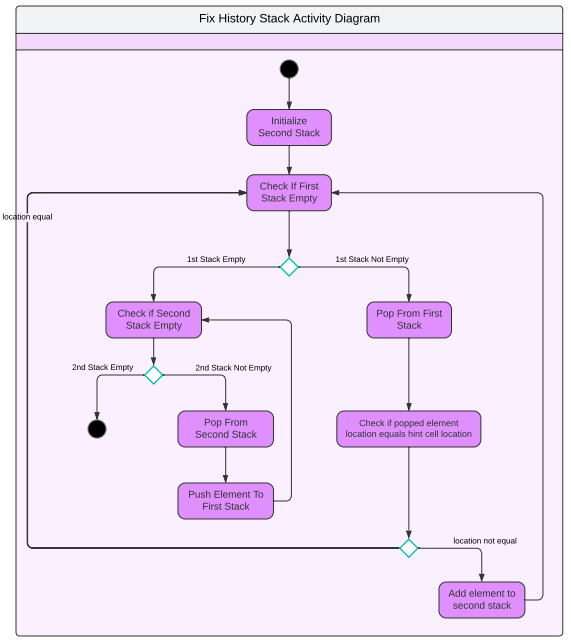 Fix History Stack Activity Diagram
Initialize
Second Stack
Check If First
Stack Empty
location equal
1st Stack Empty
1st Stack Not Empty
Check if Second
Stack Empty
Pop From First
Stack
2nd Stack Empty
2nd Stack Not Empty
Pop From
Second Stack
Check if popped element
location equals hint cell location
Push Element To
First Stack
location not equal
Add element to
second stack